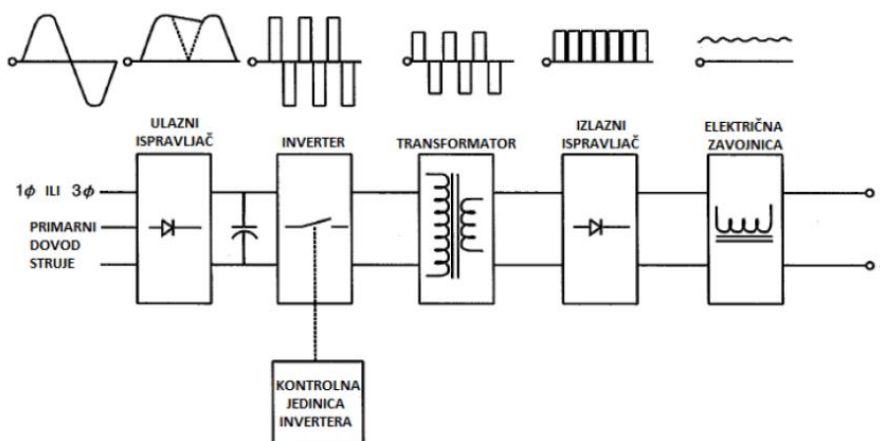 ULAZNI
ISPRAVLJAČ
INVERTER
TRANSFORMATOR
IZLAZNI
ISPRAVLJAČ
ELEKTRIČNA
ZAVOJNICA
1ϕ ILI 3ϕ
PRIMARNI
DOVOD
STRUJE
KONTROLNA
JEDINICA
INVERTERA